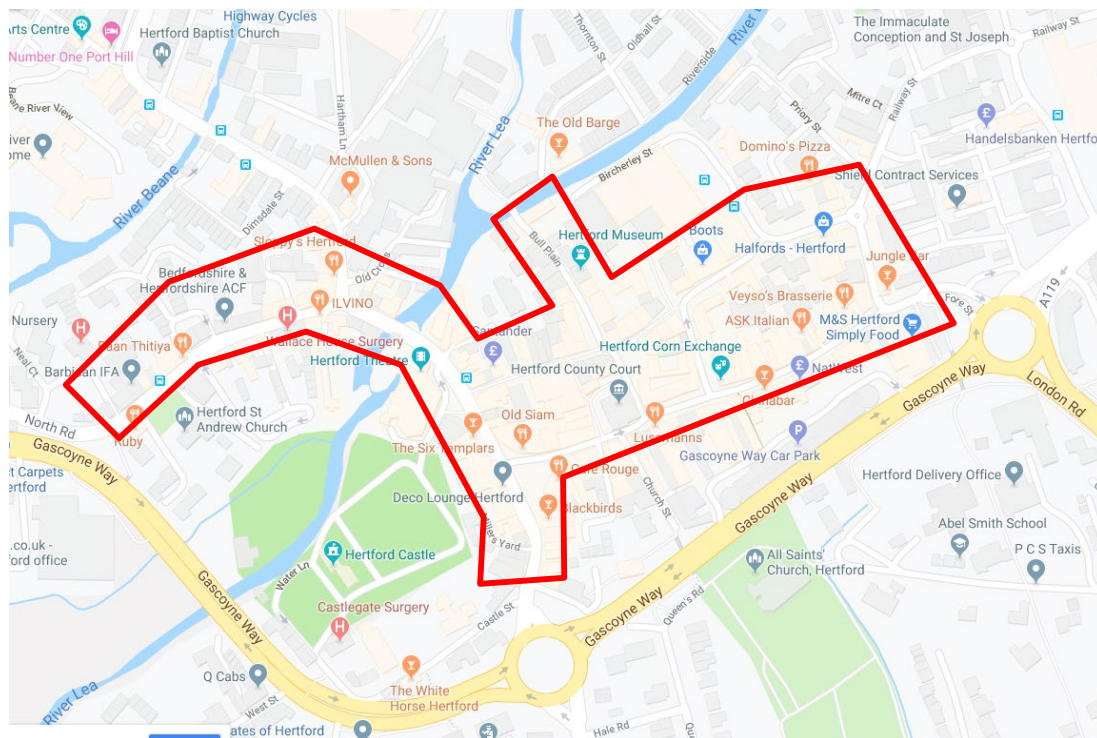 Highway Cycles
Arts Centre
Hertford Baptist Church
Number One Port Hill
Thornton St
Oldhall St
River
Riverside
The Immaculate
Conception and St Joseph
Railway St
Railway St
Mitre Ct
Priory St
Beane River View
Hartham Ln
River Lea
The Old Barge
Domino's Pizza
Handelsbanken Hertfo
River Beane
McMullen & Sons
Bircherley St
Shield Contract Services
Dimsdale St
Sloppy's Hertford
Old Cross
Bull Plain
Hertford Museum
Boots
Halfords - Hertford
Jungle Bar
Bedfordshire &
Hertfordshire ACF
ILVINO
Veyso's Brasserie
Fore St
A119
Nursery
Neal Ct
Baan Thitiya
Wallace House Surgery
Santander
ASK Italian
M&S Hertford
Simply Food
Hertford Theatre
Hertford Corn Exchange
Barbican IFA
Hertford County Court
NatWest
Gascoyne Way
London Rd
North Rd
Ruby
Hertford St
Andrew Church
Old Siam
Lussmanns
Gascoyne Way
The Six Templars
Gascoyne Way Car Park
ct Carpets
ertford
Café Rouge
Hertford Delivery Office
Deco Lounge Hertford
Blackbirds
Church St
Gascoyne Way
Abel Smith School
Millers Yard
.co.uk -
ford office
Hertford Castle
All Saints'
Church, Hertford
P C S Taxis
Water Ln
Gascoyne Way
Castlegate Surgery
Castle St
Queen's Rd
Gascoyne Way
Q Cabs
The White
Horse Hertford
River Lea
West St
ates of Hertford
Hale Rd